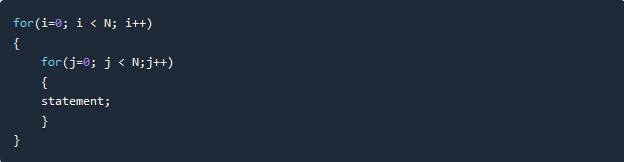 for(i=0; i < N; i++)
{
    for(j=0; j < N;j++)
    {
    statement;
    }
}